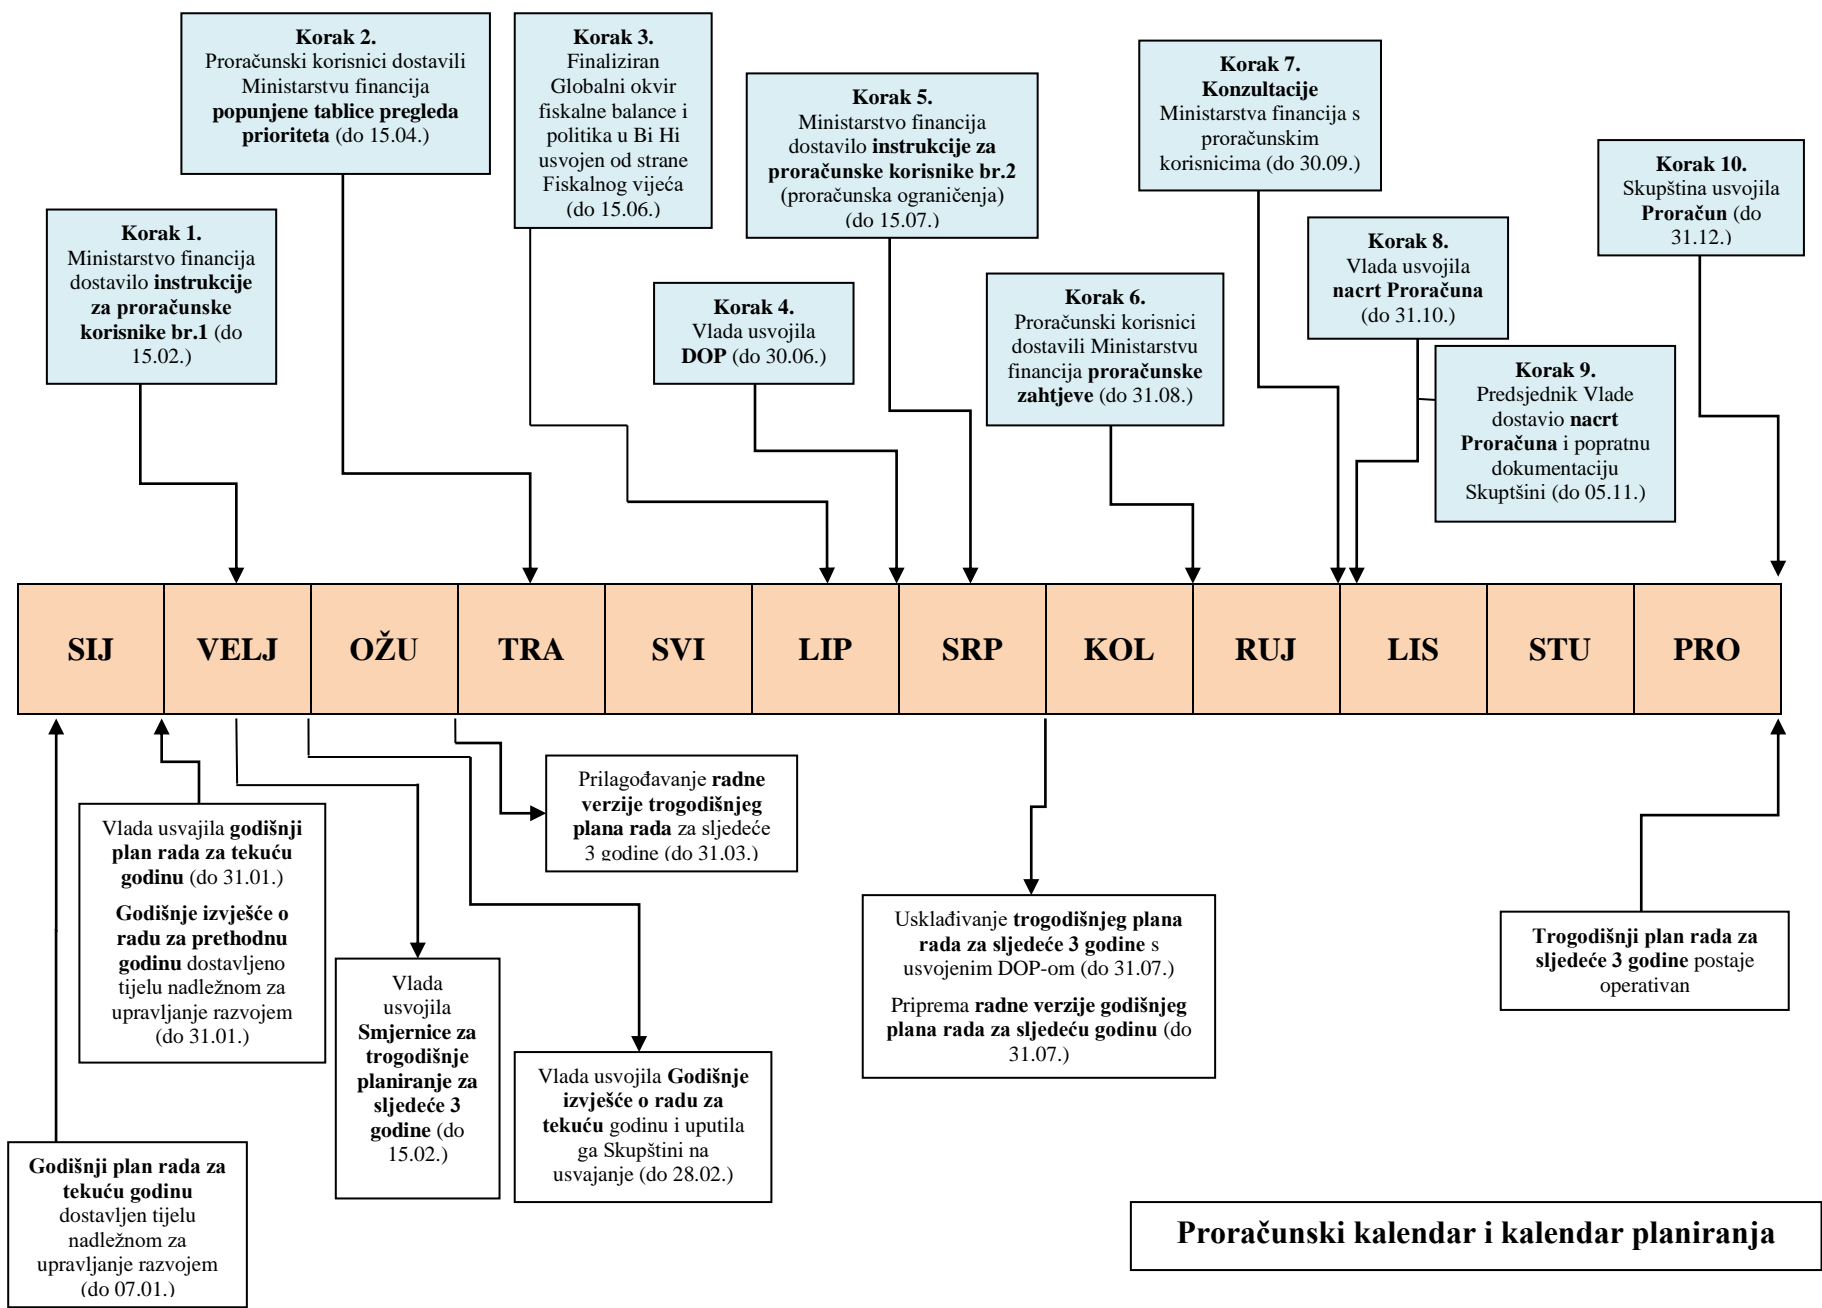 Korak 1.
Ministarstvo financija
dostavilo instrukcije
za proračunske
korisnike br.1 (do
15.02.)
Korak 2.
Proračunski korisnici dostavili
Ministarstvu financija
popunjene tablice pregleda
prioriteta (do 15.04.)
Korak 3.
Finaliziran
Globalni okvir
fiskalne balance i
politika u Bi Hi
usvojen od strane
Fiskalnog vijeća
(do 15.06.)
Korak 4.
Vlada usvojila
DOP (do 30.06.)
Korak 5.
Ministarstvo financija
dostavilo instrukcije za
proračunske korisnike br.2
(proračunska ograničenja)
(do 15.07.)
Korak 6.
Proračunski korisnici
dostavili Ministarstvu
financija proračunske
zahtjeve (do 31.08.)
Korak 7.
Konzultacije
Ministarstva financija s
proračunskim
korisnicima (do 30.09.)
Korak 8.
Vlada usvojila
nacrt Proračuna
(do 31.10.)
Korak 9.
Predsjednik Vlade
dostavio nacrt
Proračuna i popratnu
dokumentaciju
Skuptšini (do 05.11.)
Korak 10.
Skupština usvojila
Proračun (do
31.12.)
SIJ VELJ OŽU TRA SVI LIP SRP KOL RUJ LIS STU PRO
Godišnji plan rada za
tekuću godinu
dostavljen tijelu
nadležnom za
upravljanje razvojem
(do 07.01.)
Vlada usvajila godišnji
plan rada za tekuću
godinu (do 31.01.)
Godišnje izvješće o
radu za prethodnu
godinu dostavljeno
tijelu nadležnom za
upravljanje razvojem
(do 31.01.)
Vlada
usvojila
Smjernice za
trogodišnje
planiranje za
sljedeće 3
godine (do
15.02.)
Vlada usvojila Godišnje
izvješće o radu za
tekuću godinu i uputila
ga Skupštini na
usvajanje (do 28.02.)
Prilagođavanje radne
verzije trogodišnjeg
plana rada za sljedeće
3 godine (do 31.03.)
Usklađivanje trogodišnjeg plana
rada za sljedeće 3 godine s
usvojenim DOP-om (do 31.07.)
Priprema radne verzije godišnjeg
plana rada za sljedeću godinu (do
31.07.)
Trogodišnji plan rada za
sljedeće 3 godine postaje
operativan
Proračunski kalendar i kalendar planiranja